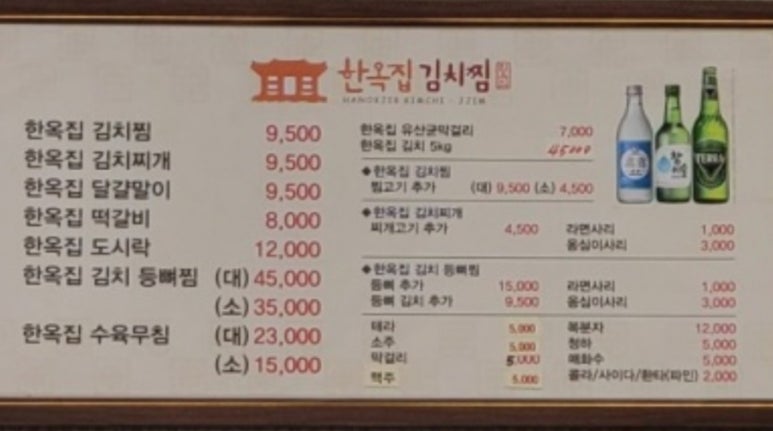 한옥집 김치찜
HANOKZIB KIMCHI - JJIM
한옥집 김치찜 9,500
한옥집 김치찌개 9,500
한옥집 달걀말이 9,500
한옥집 떡갈비 8,000
한옥집 도시락 12,000
한옥집 김치 등뼈찜 (대) 45,000
(소) 35,000
한옥집 수육무침 (대) 23,000
(소) 15,000
한옥집 유산균막걸리 7,000
한옥집 김치 5kg 45000
◆한옥집 김치찜
찜고기 추가 (대) 9,500 (소) 4,500
◆한옥집 김치찌개
찌개고기 추가 4,500 라면사리 1,000
옹심이사리 3,000
◆한옥집 김치 등뼈찜
등뼈 추가 15,000 라면사리 1,000
등뼈 김치 추가 9,500 옹심이사리 3,000
테라 5,000 복분자 12,000
소주 5,000 청하 5,000
막걸리 5,000 매화수 5,000
맥주 5,000 콜라/사이다/환타(파인) 2,000
TERRA